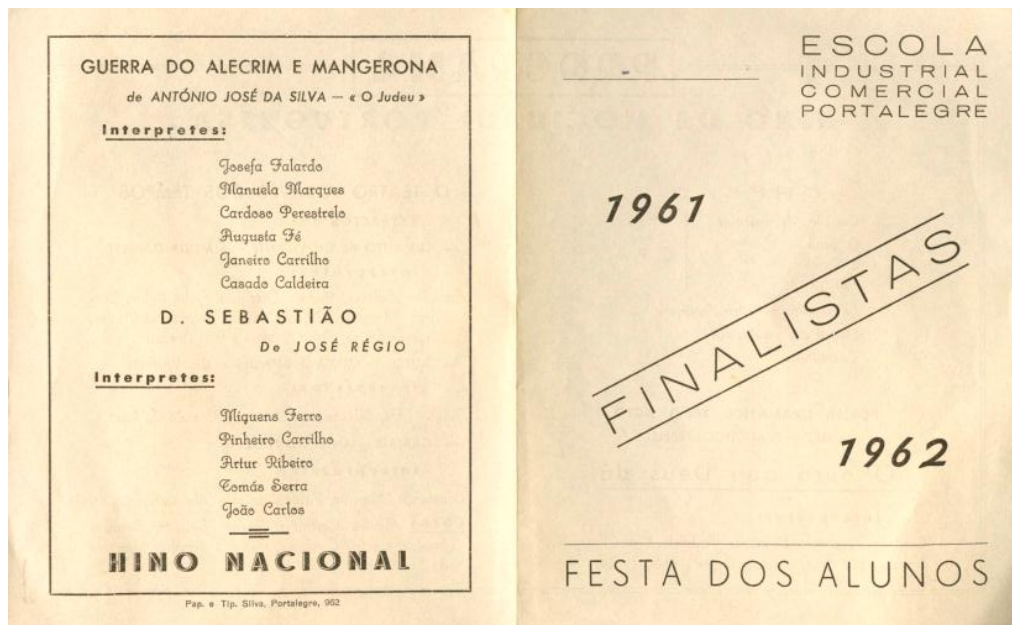 GUERRA DO ALECRIM E MANGERONA
de ANTÓNIO JOSÉ DA SILVA — « O Judeu »
Interpretes:
Josefa Falardo
Manuela Marques
Cardoso Perestrelo
Augusta Fé
Janeiro Carrilho
Casado Caldeira
D. SEBASTIÃO
De JOSÉ RÉGIO
Interpretes:
Miguens Ferro
Pinheiro Carrilho
Artur Ribeiro
Tomás Serra
João Carlos
HINO NACIONAL
Pap. e Tip. Silva, Portalegre, 962
ESCOLA
INDUSTRIAL
COMERCIAL
PORTALEGRE
1961
FINALISTAS
1962
FESTA DOS ALUNOS